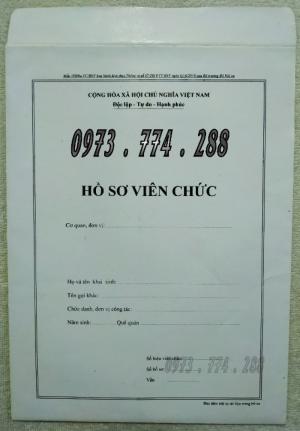 CỘNG HÒA XÃ HỘI CHỦ NGHĨA VIỆT NAM
Độc lập - Tự do - Hạnh phúc
0973 . 774 . 288
HỒ SƠ VIÊN CHỨC
Cơ quan, đơn vị:
Họ và tên khai sinh:
Tên gọi khác:
Chức danh, đơn vị công tác:
Năm sinh: Quê quán
Số hiệu viên chức
0973 . 774 . 288
Số hồ sơ
Vần